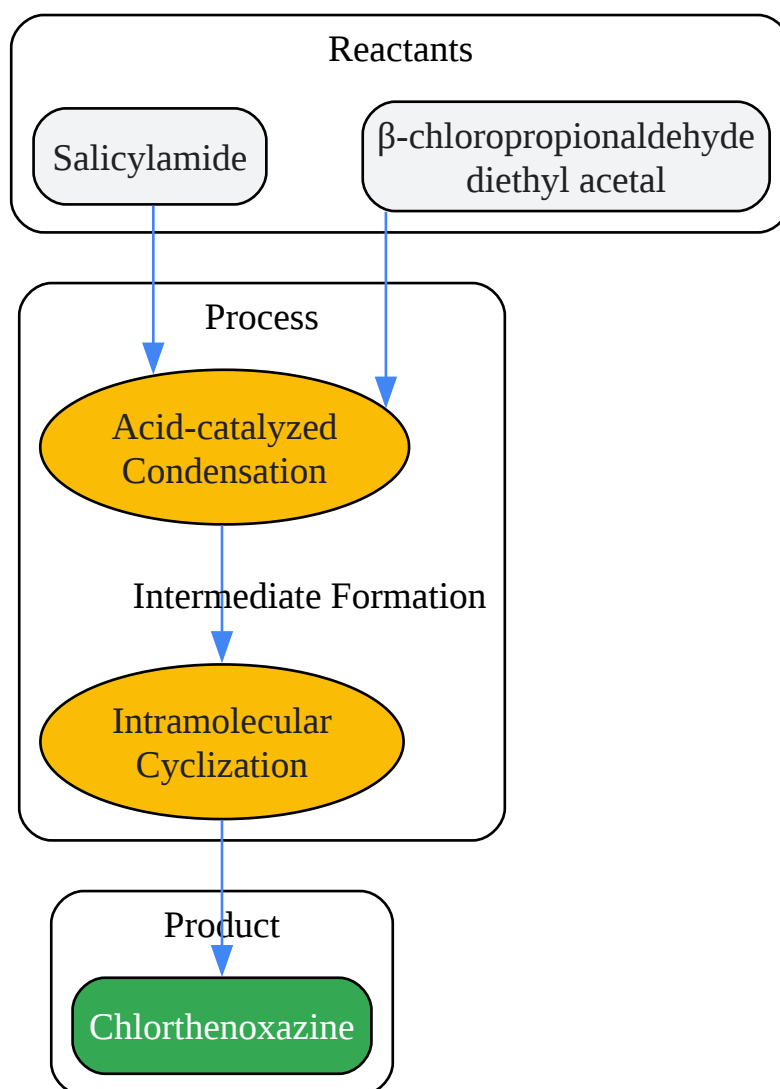 Reactants
Salicylamide
β-chloropropionaldehyde
diethyl acetal
Process
Acid-catalyzed
Condensation
Intermediate Formation
Intramolecular
Cyclization
Product
Chlorthenoxazine